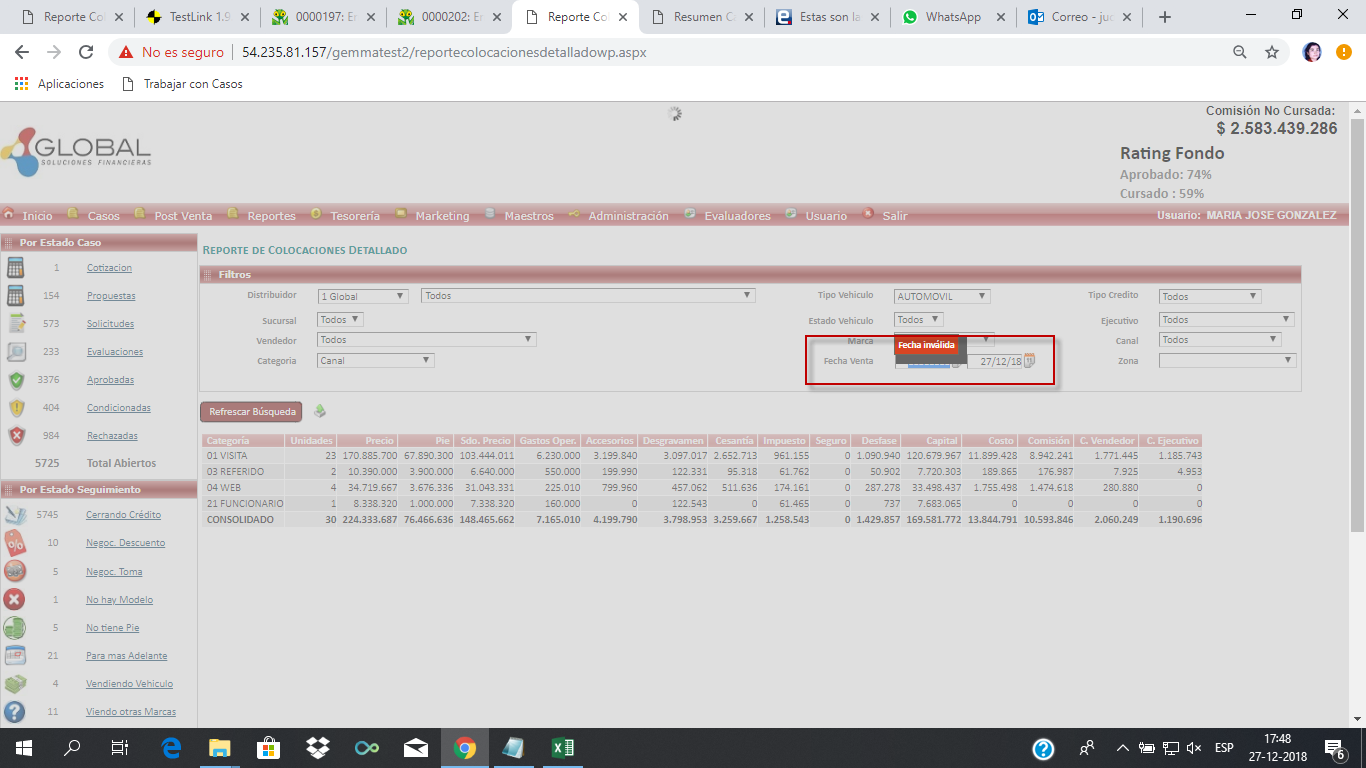 Reporte Col
TestLink 1.9
0000197: Er
0000202: Er
Reporte Col
Resumen C
Estas son la
WhatsApp
Correo - juc
No es seguro | 54.235.81.157/gemmatest2/reportecolocacionesdetalladowp.aspx
Aplicaciones Trabajar con Casos
GLOBAL
SOLUCIONES FINANCIERAS
Comisión No Cursada:
$ 2.583.439.286
Rating Fondo
Aprobado: 74%
Cursado : 59%
Inicio Casos Post Venta Reportes Tesorería Marketing Maestros Administración Evaluadores Usuario Salir Usuario: MARIA JOSE GONZALEZ
Por Estado Caso
1 Cotizacion
154 Propuestas
573 Solicitudes
233 Evaluaciones
3376 Aprobadas
404 Condicionadas
984 Rechazadas
5725 Total Abiertos
Por Estado Seguimiento
5745 Cerrando Crédito
10 Negoc. Descuento
5 Negoc. Toma
1 No hay Modelo
5 No tiene Pie
21 Para mas Adelante
4 Vendiendo Vehiculo
11 Viendo otras Marcas
REPORTE DE COLOCACIONES DETALLADO
Filtros
Distribuidor 1 Global Todos Tipo Vehiculo AUTOMOVIL Tipo Credito Todos
Sucursal Todos Estado Vehiculo Todos Ejecutivo Todos
Vendedor Todos Marca Canal Todos
Fecha inválida
Categoria Canal Fecha Venta 27/12/18 Zona
Refrescar Búsqueda
Categoría Unidades Precio Pie Sdo. Precio Gastos Oper. Accesorios Desgravamen Cesantía Impuesto Seguro Desfase Capital Costo Comisión C. Vendedor C. Ejecutivo
01 VISITA 23 170.885.700 67.890.300 103.444.011 6.230.000 3.199.840 3.097.017 2.652.713 961.155 0 1.090.940 120.679.967 11.899.428 8.942.241 1.771.445 1.185.743
03 REFERIDO 2 10.390.000 3.900.000 6.640.000 550.000 199.990 122.331 95.318 61.762 0 50.902 7.720.303 189.865 176.987 7.925 4.953
04 WEB 4 34.719.667 3.676.336 31.043.331 225.010 799.960 457.062 511.636 174.161 0 287.278 33.498.437 1.755.498 1.474.618 280.880 0
21 FUNCIONARIO 1 8.338.320 1.000.000 7.338.320 160.000 0 122.543 0 61.465 0 737 7.683.065 0 0 0 0
CONSOLIDADO 30 224.333.687 76.466.636 148.465.662 7.165.010 4.199.790 3.798.953 3.259.667 1.258.543 0 1.429.857 169.581.772 13.844.791 10.593.846 2.060.249 1.190.696
ESP
17:48
27-12-2018
6